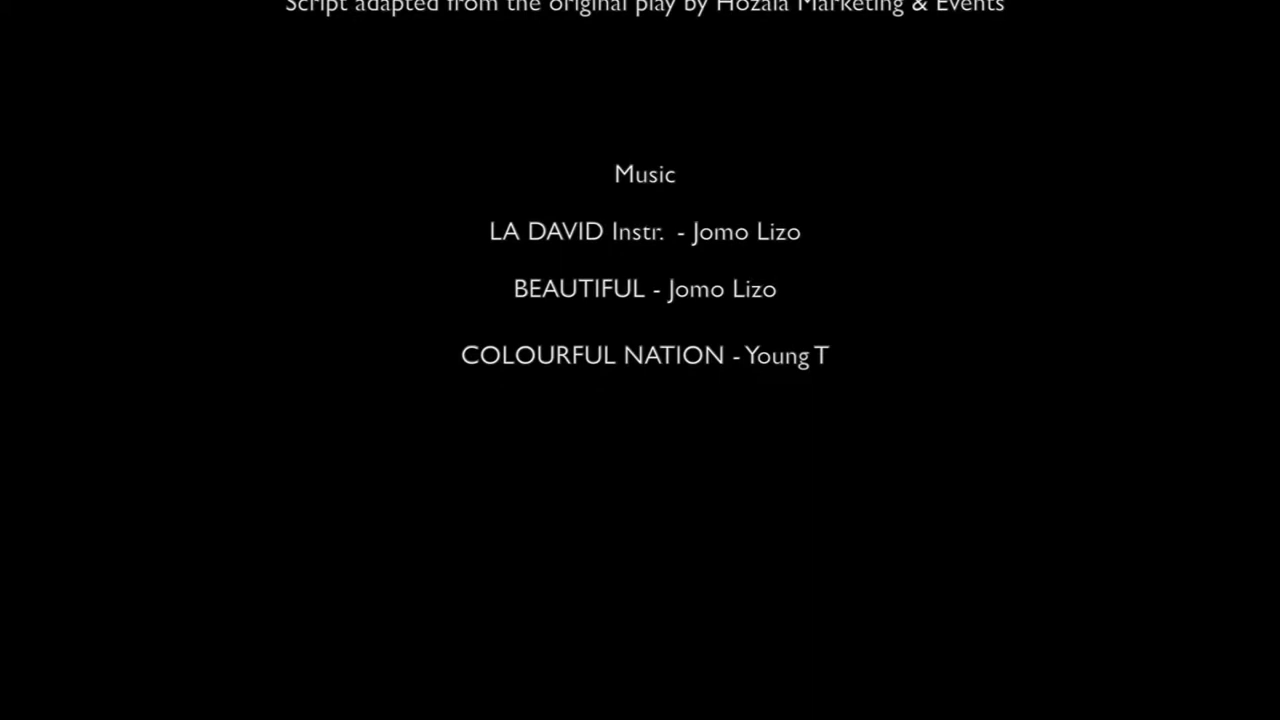 Script adapted from the original play by Hozala Marketing & Events
Music
LA DAVID Instr. - Jomo Lizo
BEAUTIFUL - Jomo Lizo
COLOURFUL NATION - Young T